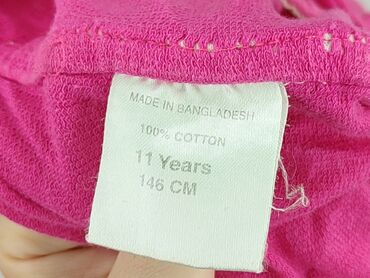 MADE IN BANGLADESH
100% COTTON
11 Years
146 CM